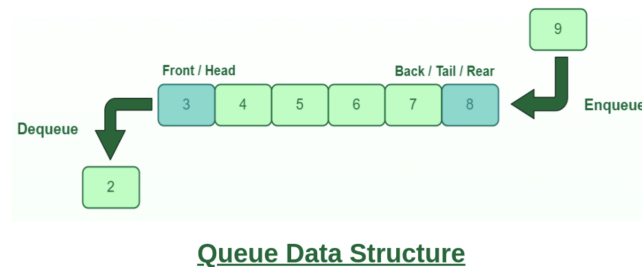 9
Front / Head
Back / Tail / Rear
3 4 5 6 7 8
Enqueue
Dequeue
2
Queue Data Structure